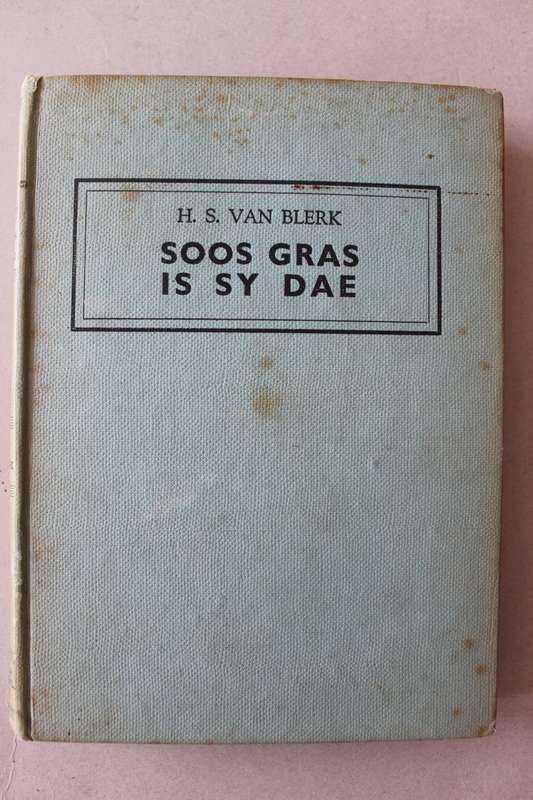 H. S. VAN BLERK
SOOS GRAS
IS SY DAE